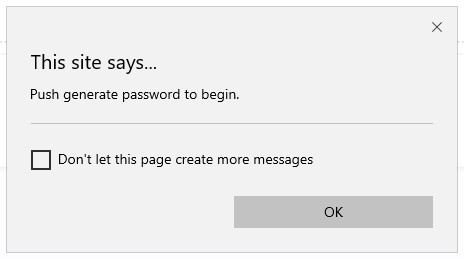 This site says...
Push generate password to begin.
Don't let this page create more messages
OK